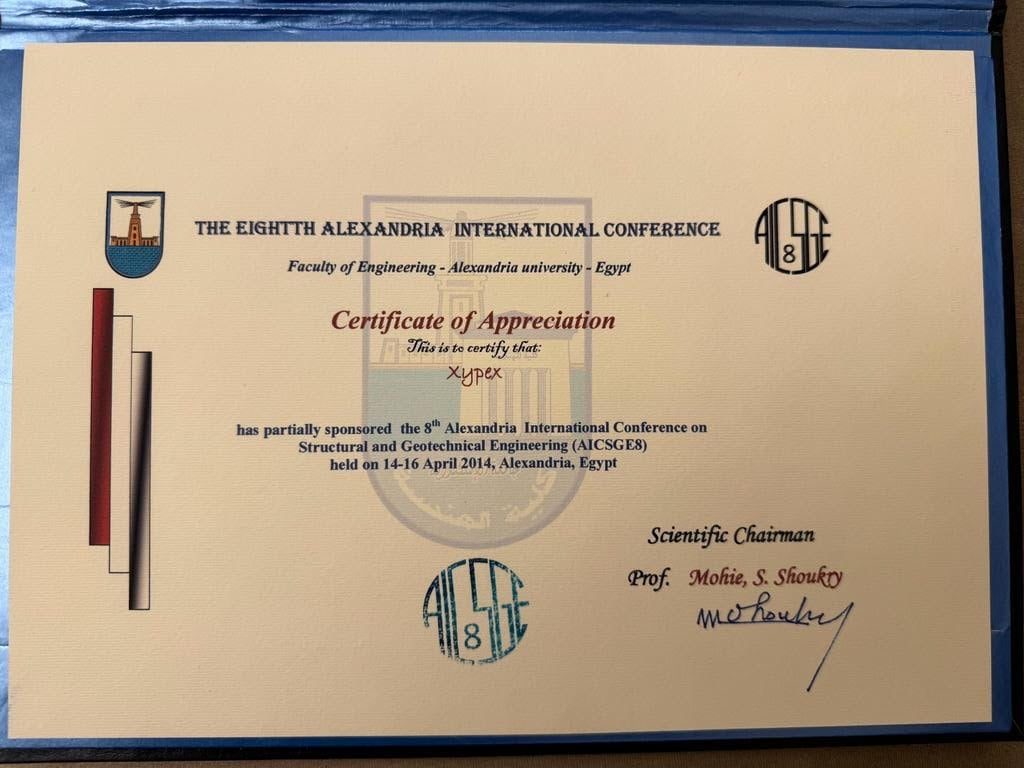 THE EIGHTTH ALEXANDRIA INTERNATIONAL CONFERENCE
AICSGE
8
Faculty of Engineering - Alexandria university - Egypt
Certificate of Appreciation
This is to certify that:
Xypex
has partially sponsored the 8th Alexandria International Conference on
Structural and Geotechnical Engineering (AICSGE8)
held on 14-16 April 2014, Alexandria, Egypt
كلية الهندسة
Scientific Chairman
Prof. Mohie, S. Shoukry
AICSGE
8